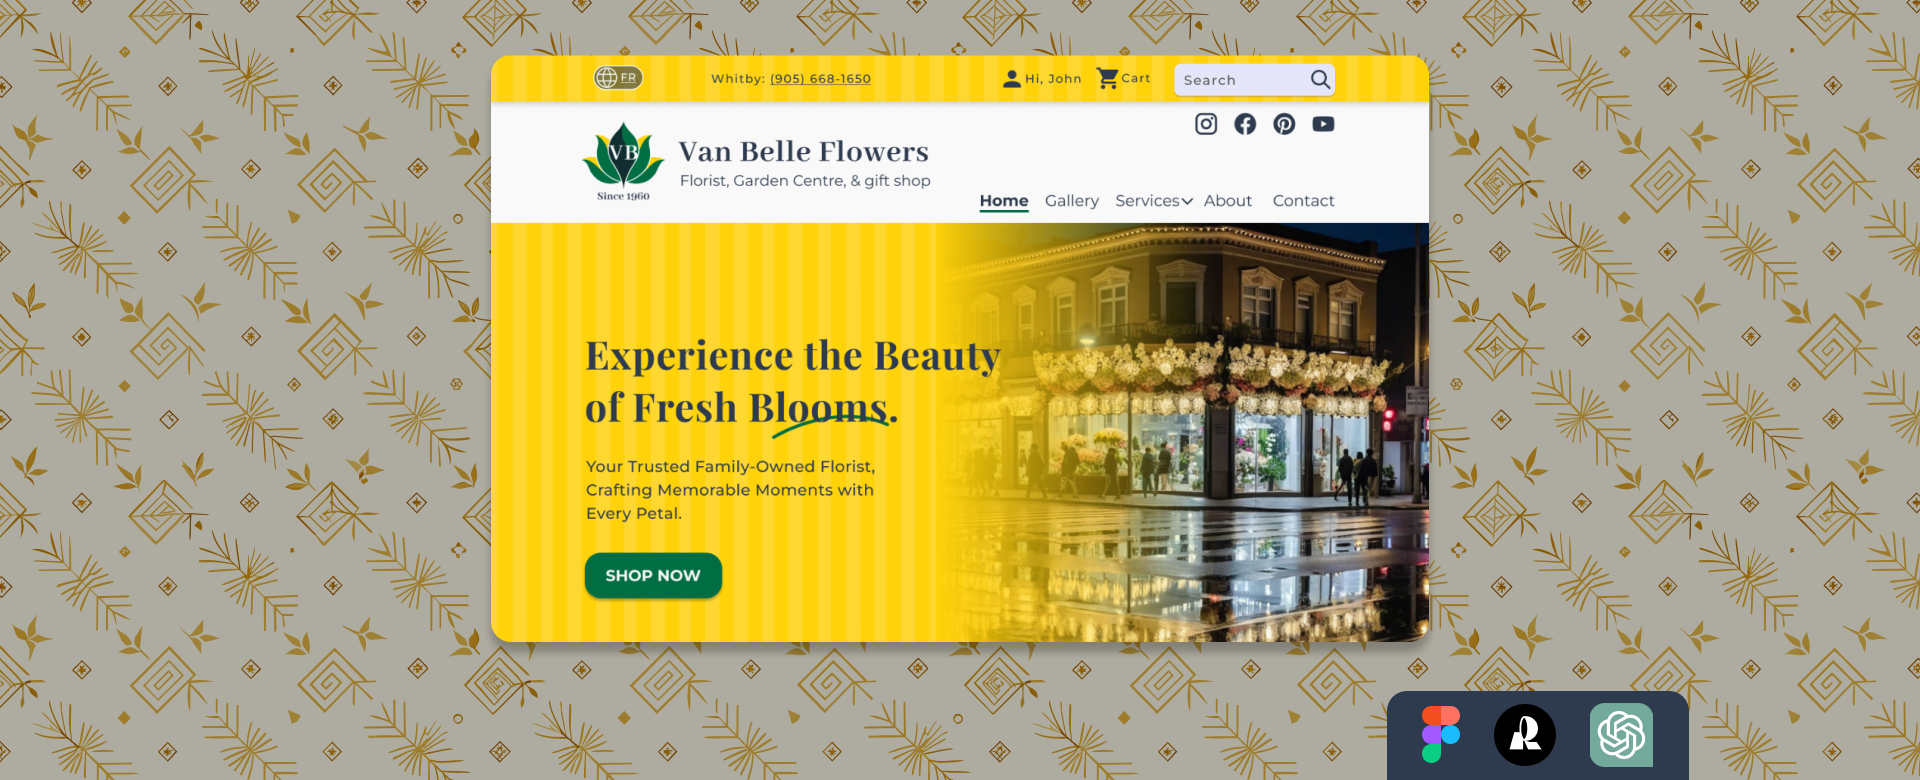 FR
Whitby: (905) 668-1650
Hi, John
Cart
Search
VB
Since 1960
Van Belle Flowers
Florist, Garden Centre, & gift shop
Home Gallery Services About Contact
Experience the Beauty
of Fresh Blooms.
Your Trusted Family-Owned Florist,
Crafting Memorable Moments with
Every Petal.
SHOP NOW